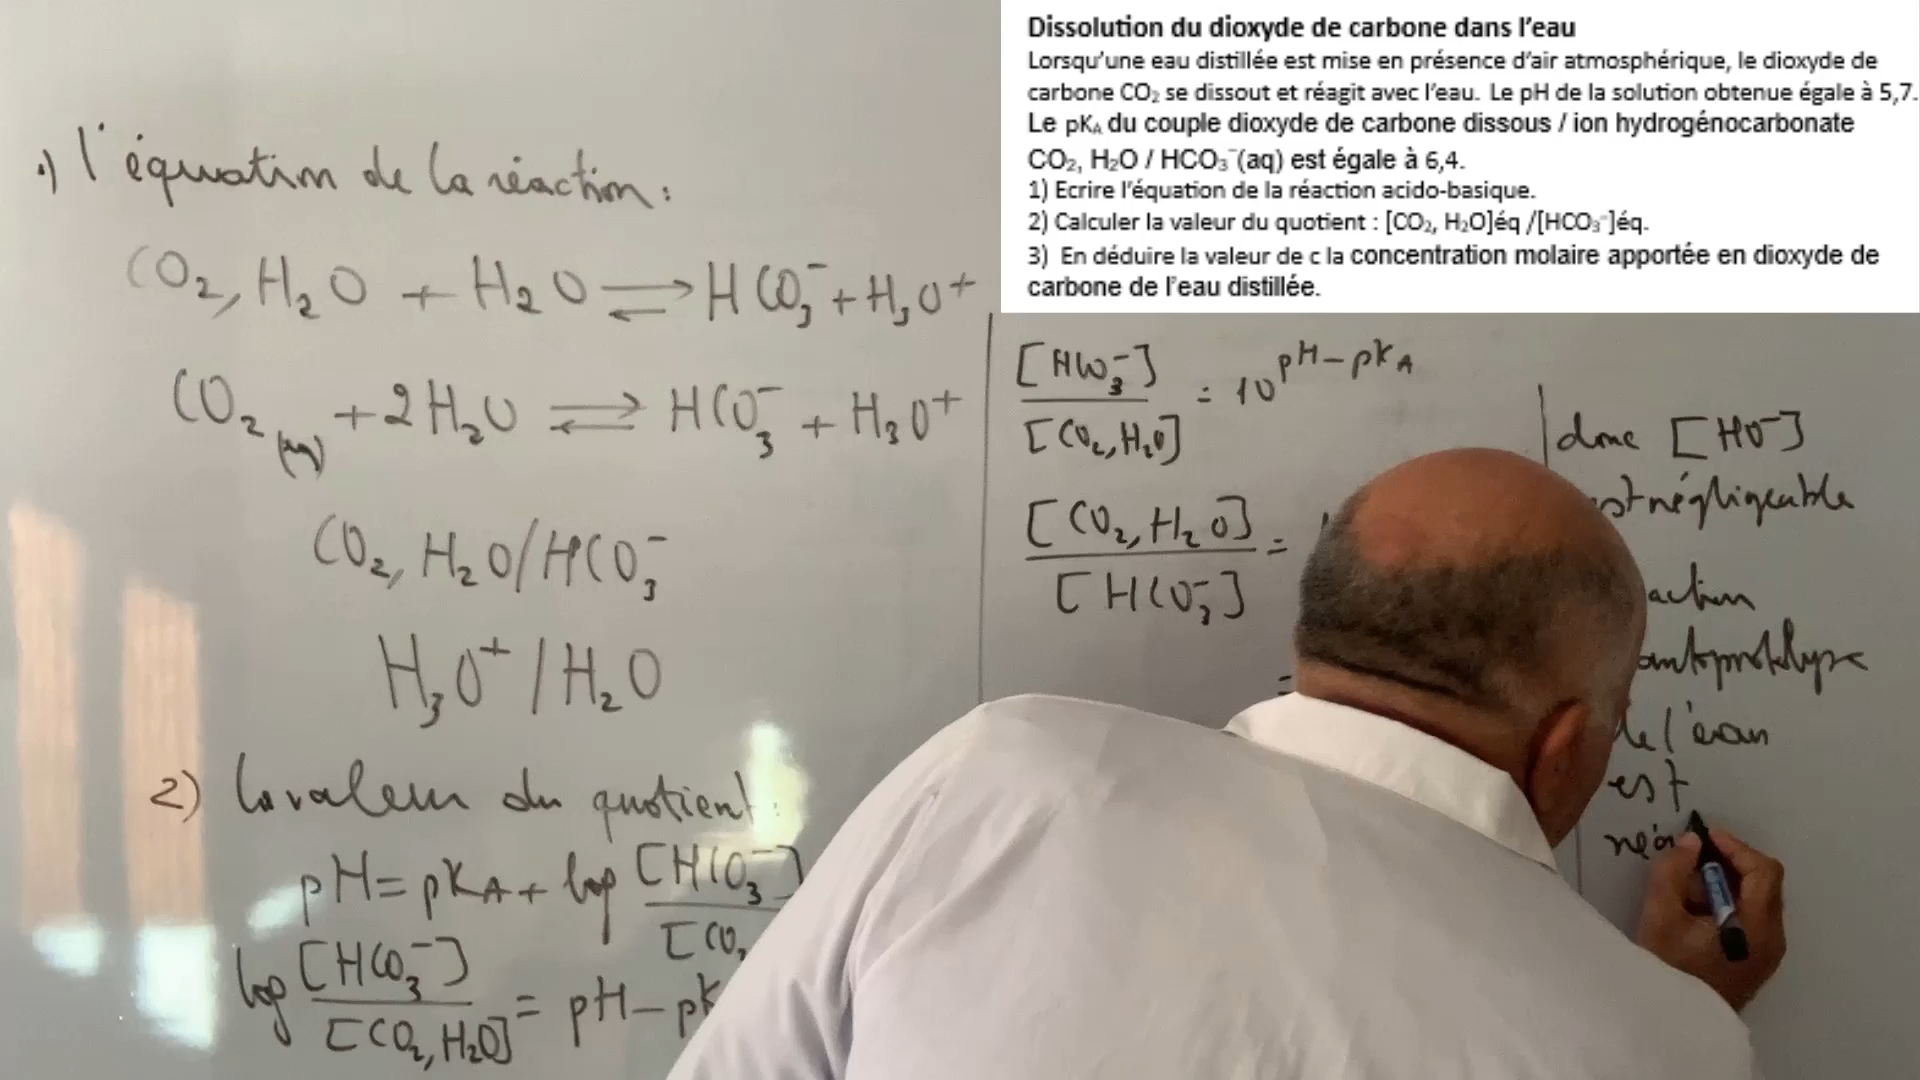 Dissolution du dioxyde de carbone dans l'eau
Lorsqu'une eau distillée est mise en présence d'air atmosphérique, le dioxyde de
carbone CO₂ se dissout et réagit avec l'eau. Le pH de la solution obtenue égale à 5,7.
Le pKA du couple dioxyde de carbone dissous / ion hydrogénocarbonate
CO₂, H₂O / HCO₃⁻(aq) est égale à 6,4.
1) Ecrire l'équation de la réaction acido-basique.
2) Calculer la valeur du quotient : [CO₂, H₂O]éq /[HCO₃⁻]éq.
3) En déduire la valeur de c la concentration molaire apportée en dioxyde de
carbone de l'eau distillée.
1) l'équation de la réaction :
CO₂, H₂O + H₂O ⇌ HCO₃⁻ + H₃O⁺
CO₂(aq) + 2H₂O ⇌ HCO₃⁻ + H₃O⁺
CO₂, H₂O/HCO₃⁻
H₃O⁺/H₂O
2) la valeur du quotient :
pH = pKA + log [HCO₃⁻]
[CO₂
log [HCO₃⁻] / [CO₂, H₂O] = pH - pK
[HCO₃⁻] / [CO₂, H₂O] = 10^(pH - pKA)
[CO₂, H₂O] / [HCO₃⁻] =
=
donc [HO⁻]
st négligeable
action
autoprotolyse
de l'eau
est
nég